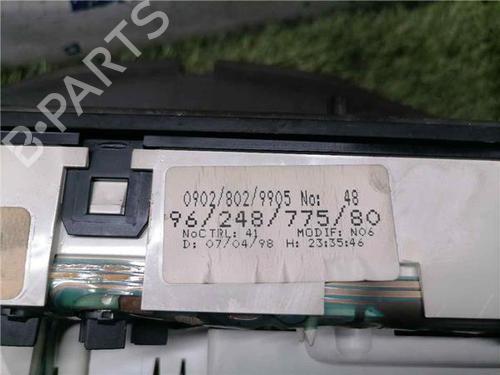 B-PARTS
0902/802/9905 No: 48
96/248/775/80
NoCTRL: 41 MODIF: N06
D: 07/04/98 H: 23:35:46